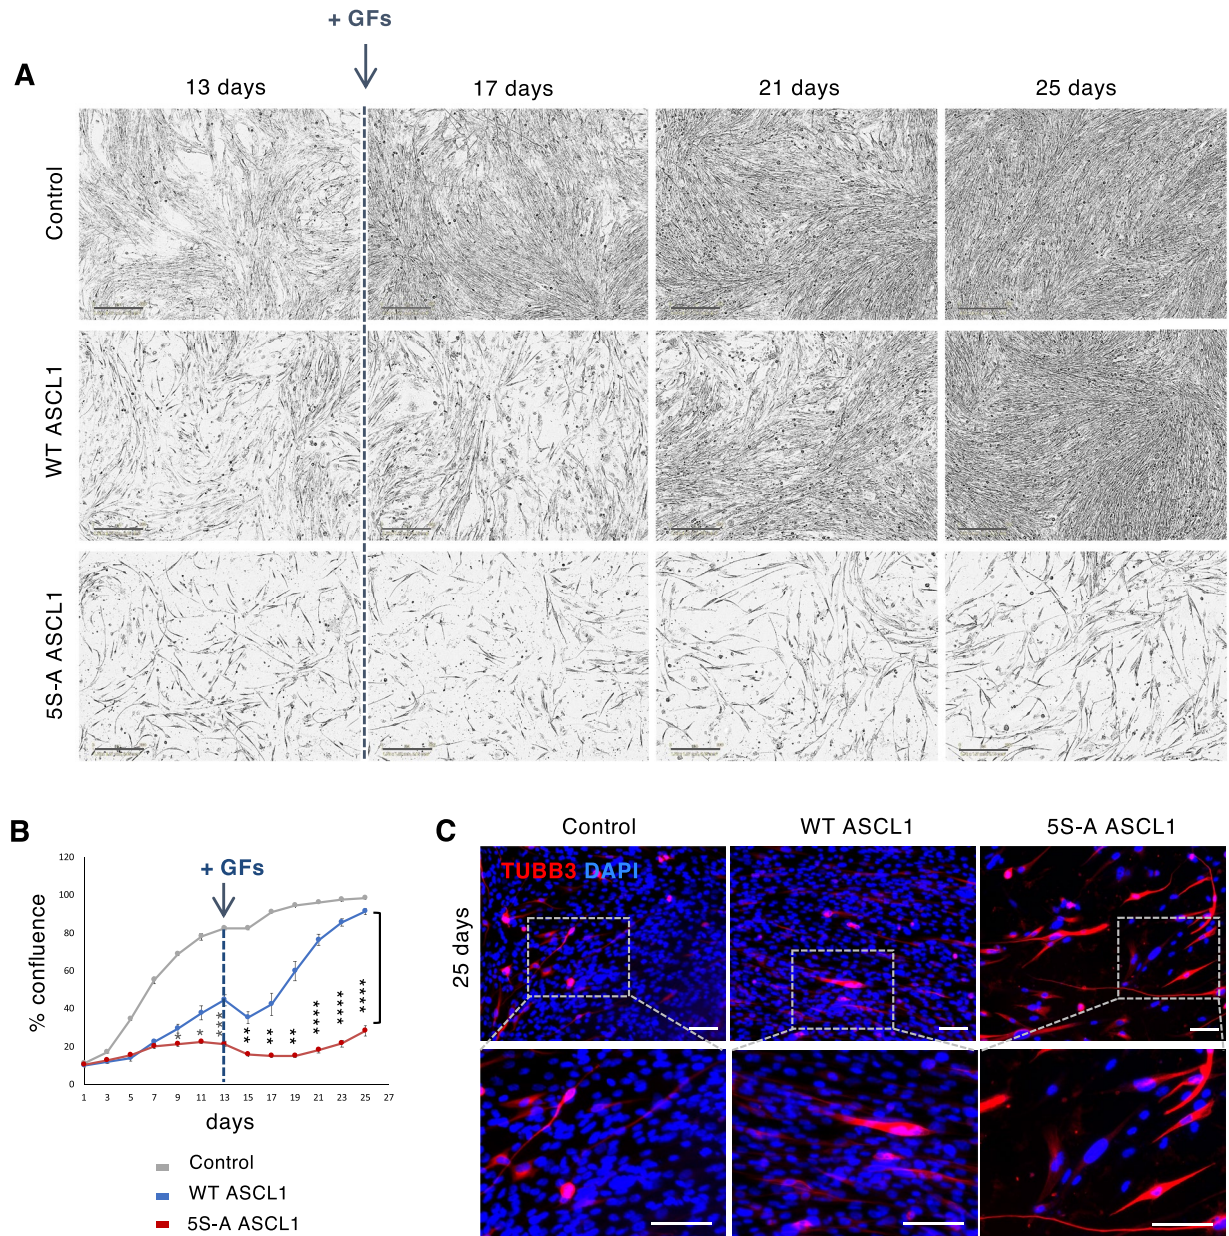 + GFs
A
13 days
17 days
21 days
25 days
Control
WT ASCL1
5S-A ASCL1
B
+ GFs
120
100
80
60
40
20
0
% confluence
*
*
***
**
**
**
****
****
****
1 3 5 7 9 11 13 15 17 19 21 23 25 27
days
Control
WT ASCL1
5S-A ASCL1
C
Control
WT ASCL1
5S-A ASCL1
25 days
TUBB3 DAPI